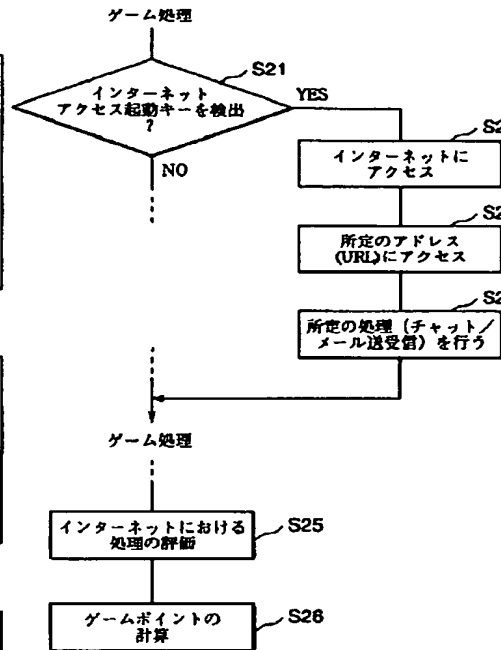 ゲーム処理
S21
インターネット
アクセス起動キーを検出
?
YES
NO
S2
インターネットに
アクセス
S2
所定のアドレス
(URL)にアクセス
S2
所定の処理（チャット／
メール送受信）を行う
ゲーム処理
インターネットにおける
処理の評価
S25
ゲームポイントの
計算
S26